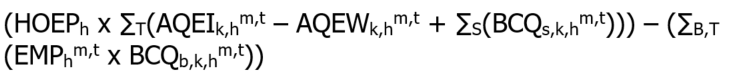 (HOEPₕ x ∑ᴛ(AQEIₖ,ₕᵐ,ᵗ – AQEWₖ,ₕᵐ,ᵗ + ∑s(BCQₛ,ₖ,ₕᵐ,ᵗ))) – (∑B,T
(EMPₕᵐ,ᵗ x BCQb,ₖ,ₕᵐ,ᵗ))